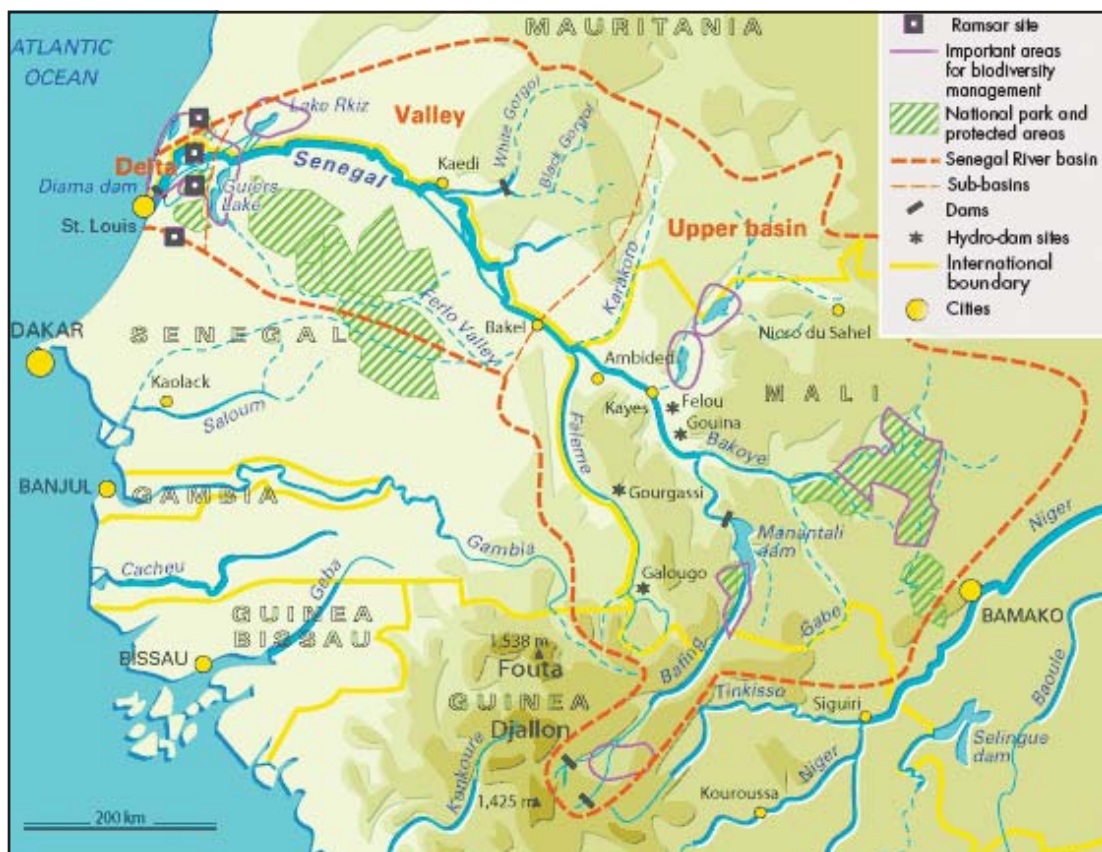 MAURITANIA
ATLANTIC
OCEAN
Ramsar site
Important areas
for biodiversity
management
National park and
protected areas
Senegal River basin
Sub-basins
Dams
Hydro-dam sites
International
boundary
Cities
Lake Rkiz
Valley
White Gorgol
Black Gorgol
Kaedi
Senegal
Delta
Diama dam
Guiers
Lake
St. Louis
Upper basin
Karakoro
Ferlo Valley
Bakel
Nioso du Sahel
DAKAR
SENEGAL
Ambided
Kaolack
Saloum
Kayes
Felou
Gouina
MALI
Faleme
Bakoye
BANJUL
GAMBIA
Gourgassi
Gambia
Manantali
dam
Niger
Cacheu
Geba
Galougo
GUINEA
BISSAU
Gabe
BAMAKO
BISSAU
1,538 m
Fouta
Bafing
Tinkisso
Baoule
GUINEA
Djallon
Siguiri
Selingue
dam
Konkoure
1,425 m
Niger
Kouroussa
200 km